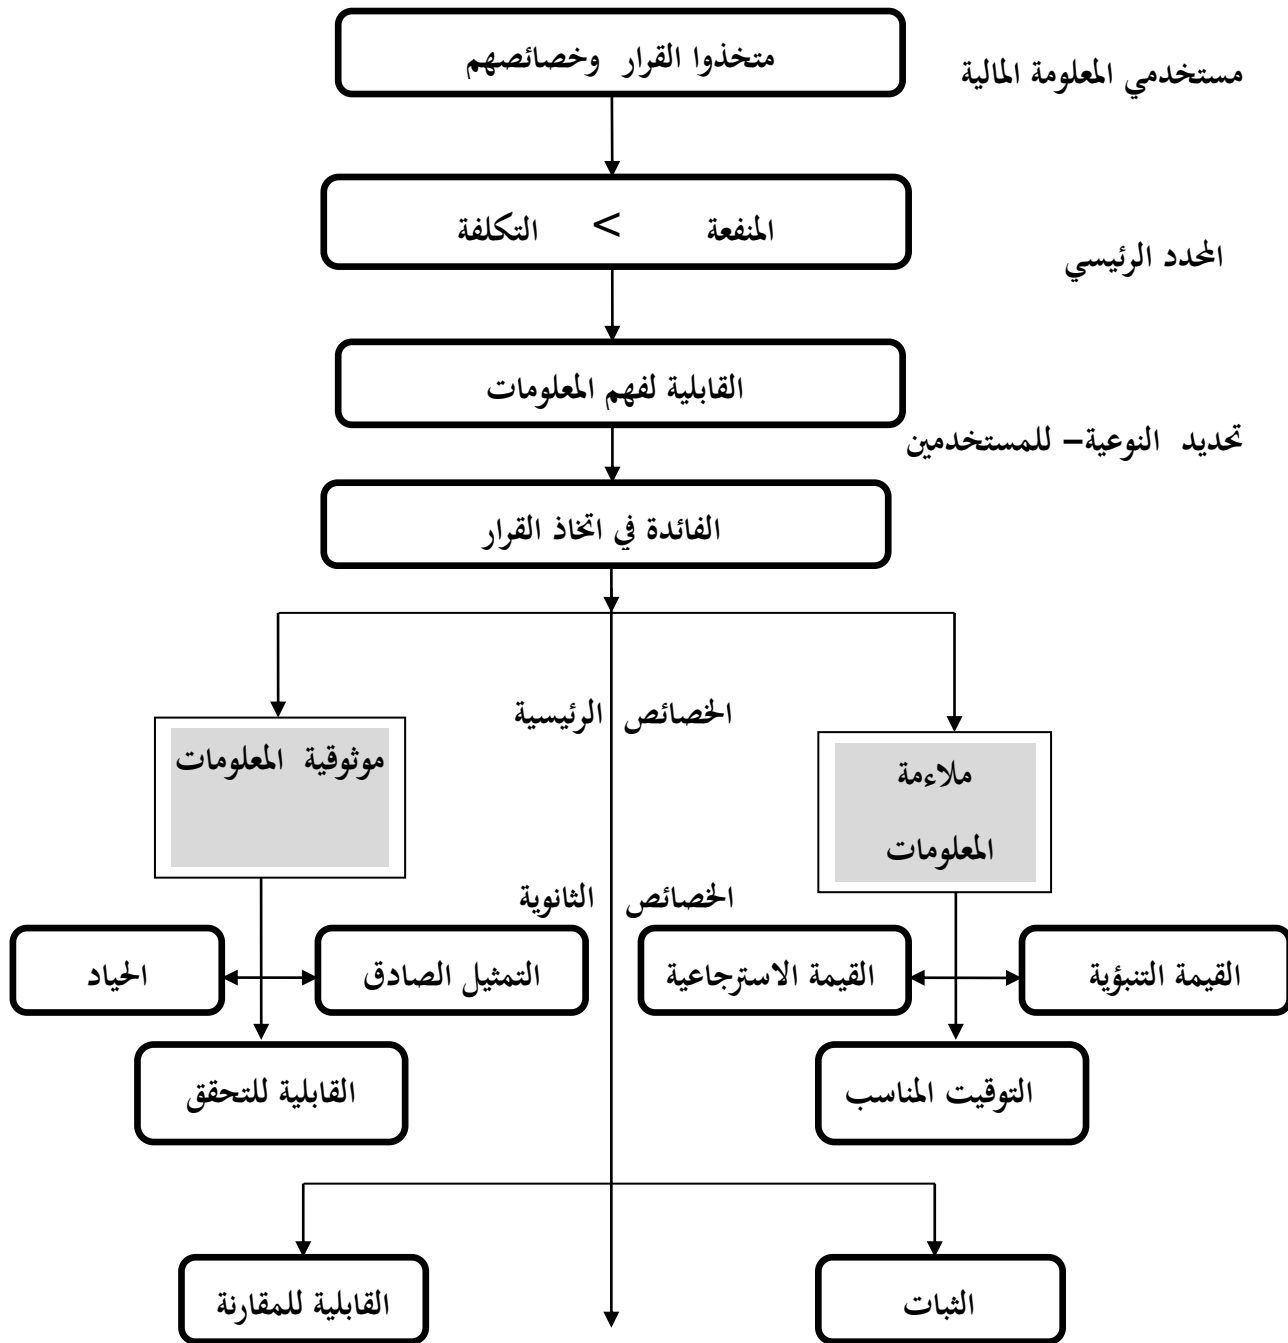 متخذوا القرار وخصائصهم
مستخدمي المعلومة المالية
المنفعة > التكلفة
المحدد الرئيسي
القابلية لفهم المعلومات
تحديد النوعية– للمستخدمين
الفائدة في اتخاذ القرار
الخصائص الرئيسية
ملاءمة
المعلومات
موثوقية المعلومات
الخصائص الثانوية
القيمة التنبؤية
القيمة الاسترجاعية
التمثيل الصادق
الحياد
التوقيت المناسب
القابلية للتحقق
الثبات
القابلية للمقارنة